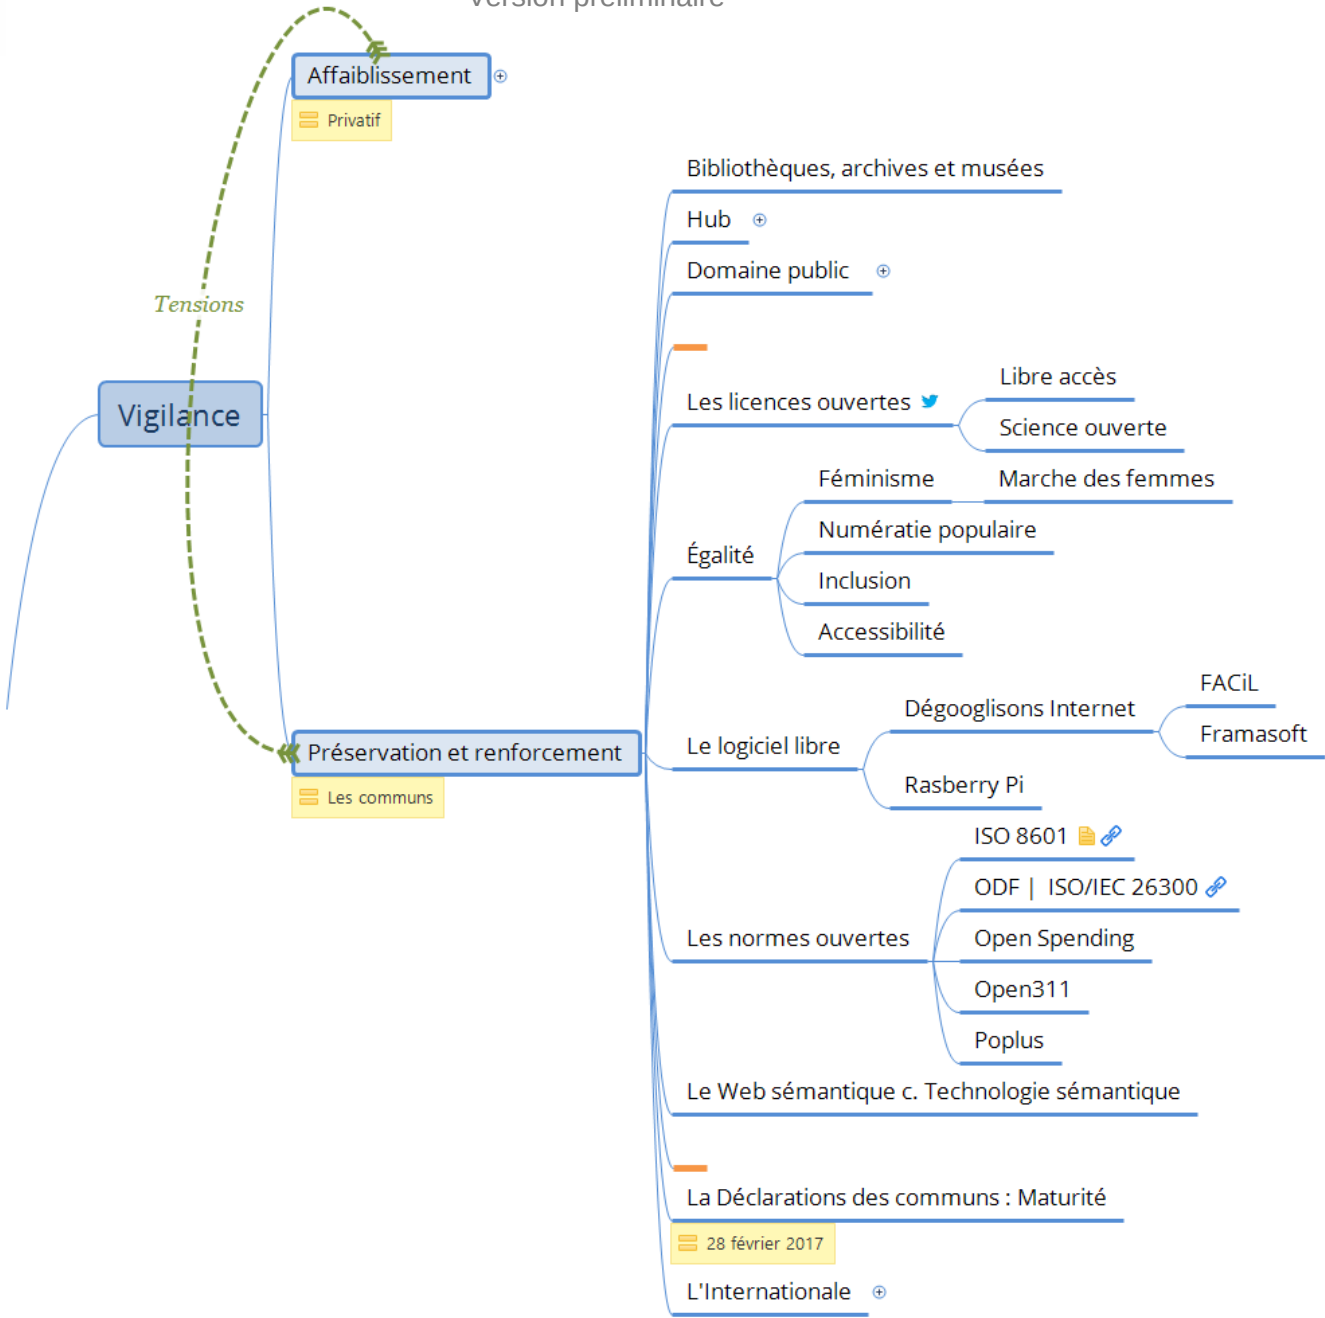 Version préliminaire
Affaiblissement
Privatif
Bibliothèques, archives et musées
Hub
Domaine public
Tensions
Libre accès
Les licences ouvertes
Vigilance
Science ouverte
Féminisme
Marche des femmes
Numératie populaire
Égalité
Inclusion
Accessibilité
FACiL
Dégooglisons Internet
Framasoft
Le logiciel libre
Préservation et renforcement
Rasberry Pi
Les communs
ISO 8601
ODF | ISO/IEC 26300
Les normes ouvertes
Open Spending
Open311
Poplus
Le Web sémantique c. Technologie sémantique
La Déclarations des communs : Maturité
28 février 2017
L'Internationale